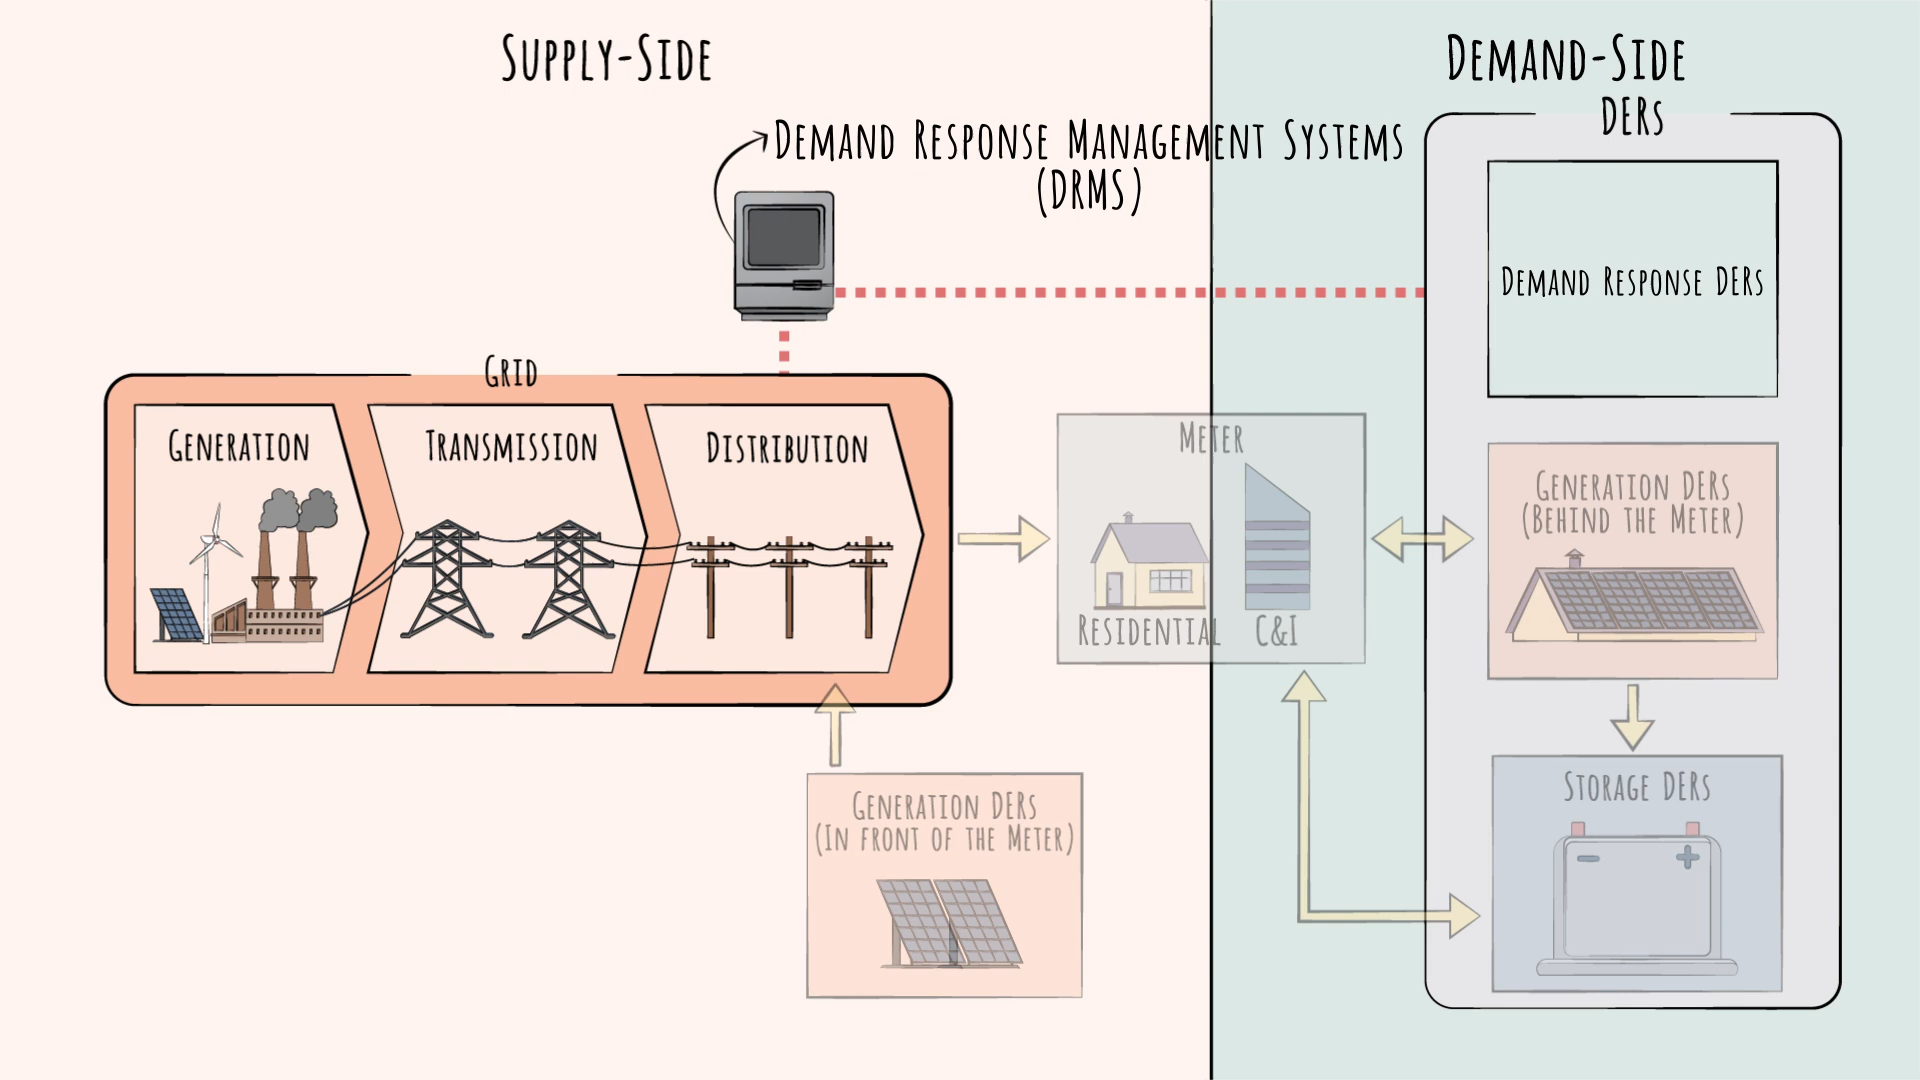 Supply-Side
Demand-Side
DERs
Demand Response Management Systems
(DRMS)
Demand Response DERs
Grid
Generation
Transmission
Distribution
Meter
Residential
C&I
Generation DERs
(Behind the Meter)
Storage DERs
Generation DERs
(In front of the Meter)